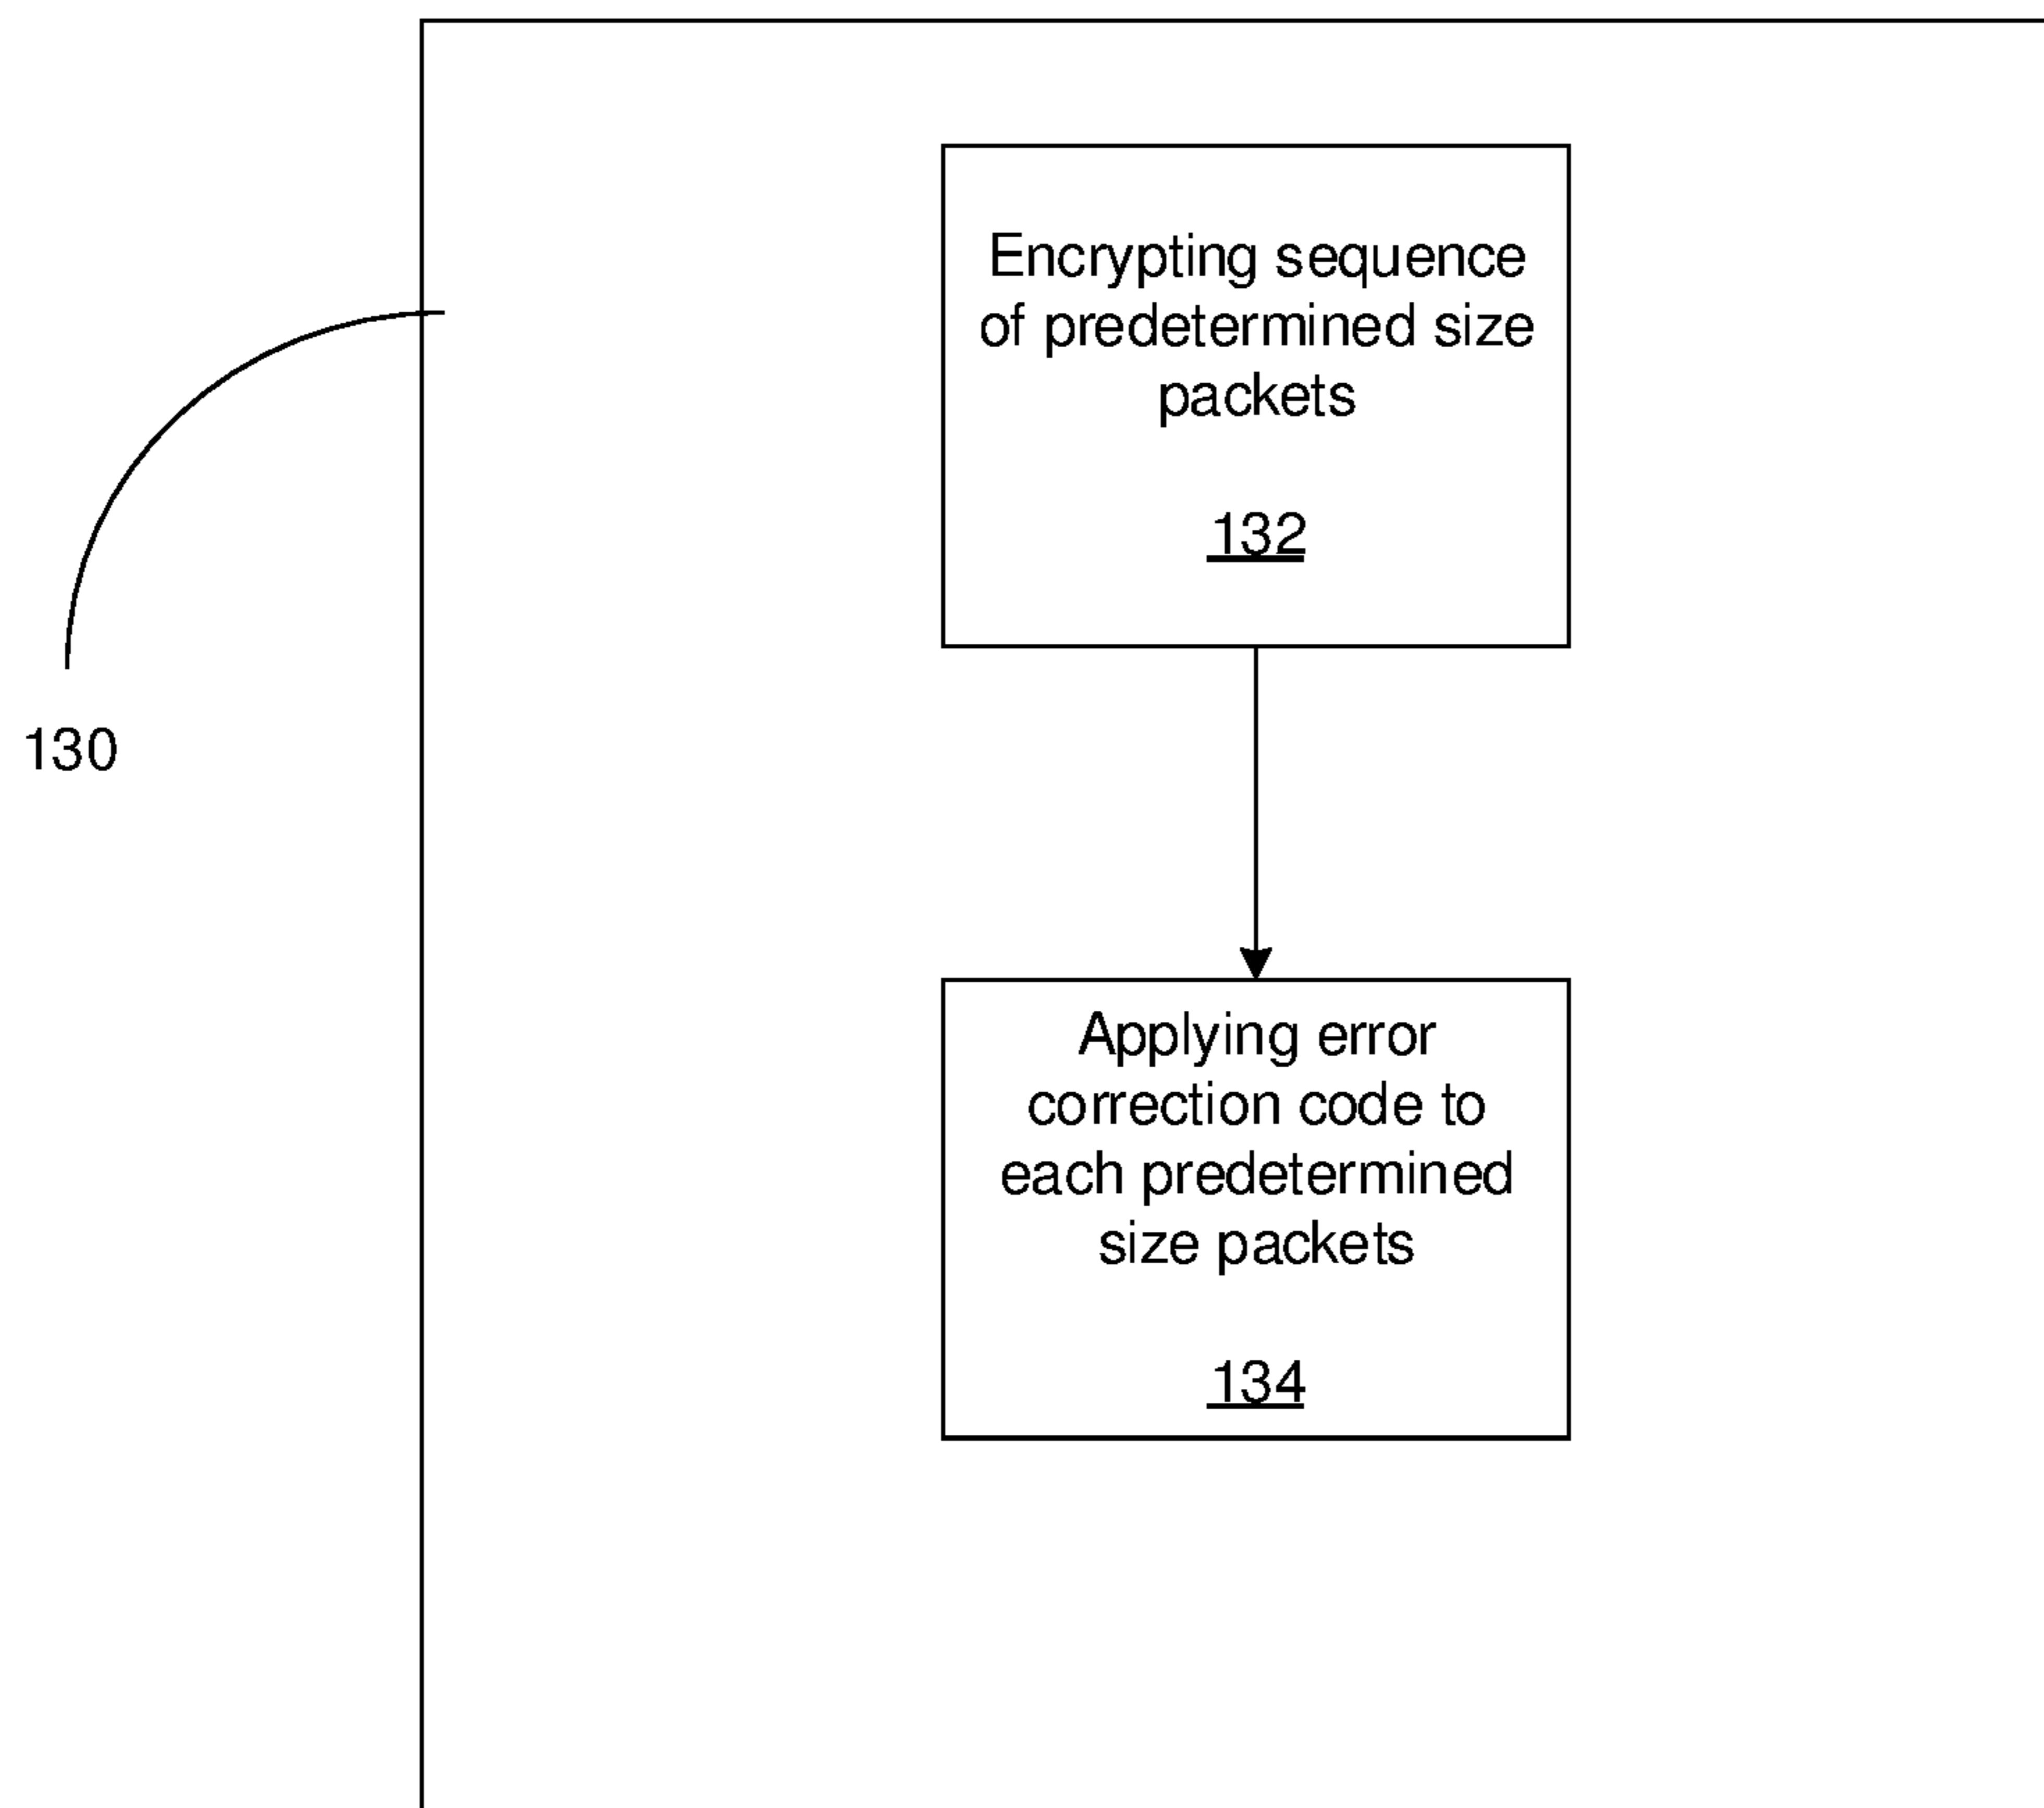 Encrypting sequence
of predetermined size
packets
132
130
Applying error
correction code to
each predetermined
size packets
134